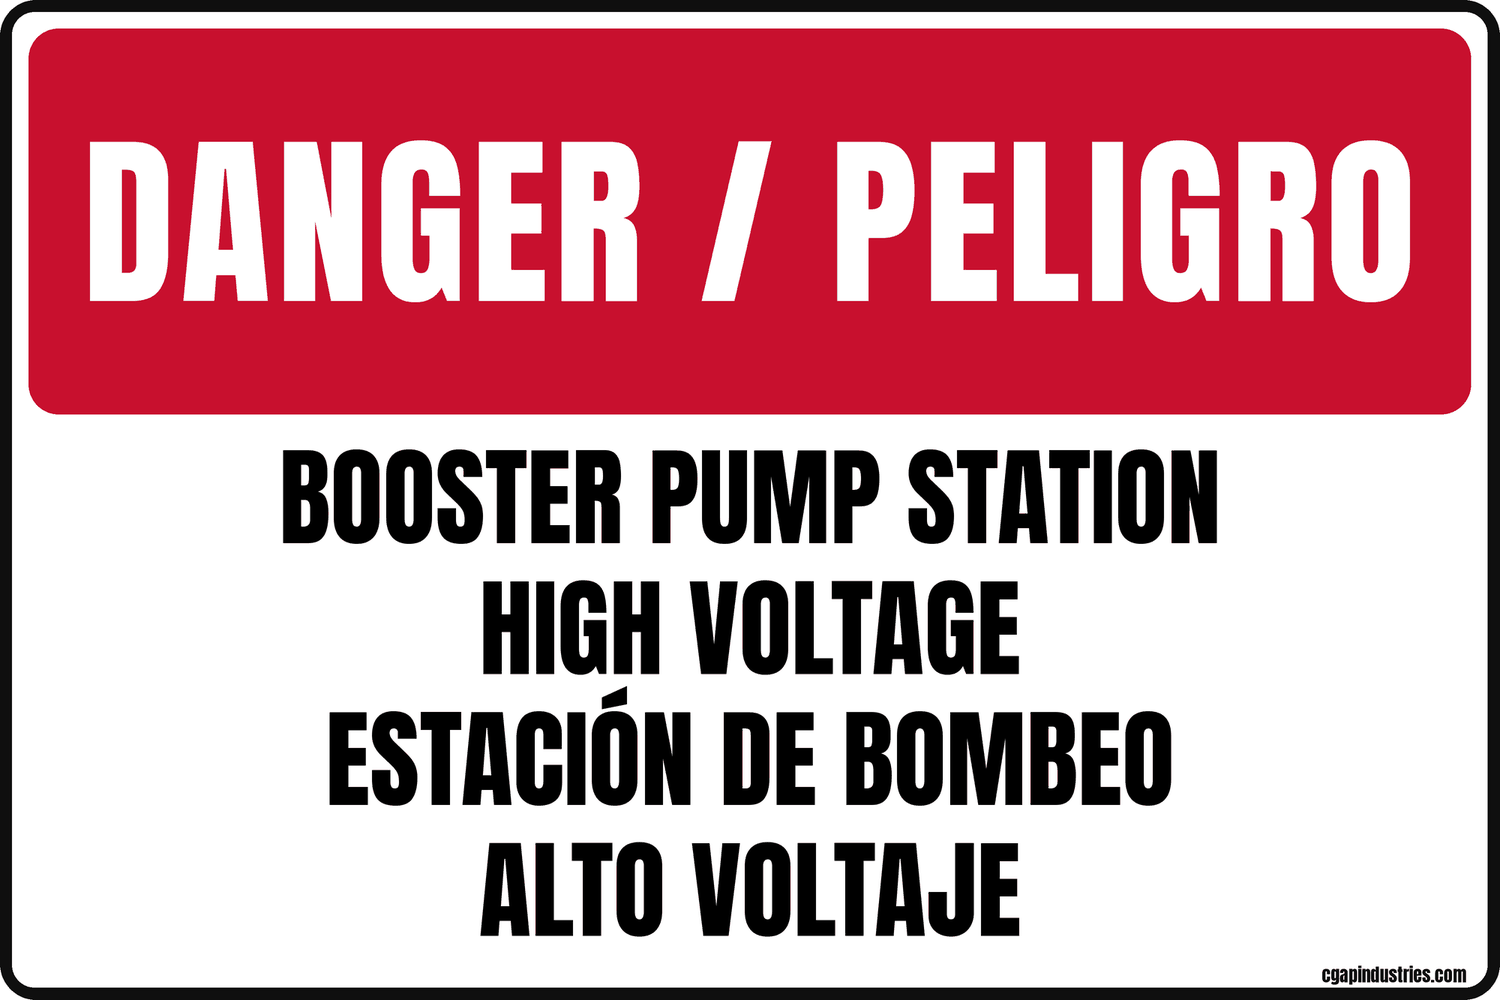 DANGER / PELIGRO
BOOSTER PUMP STATION
HIGH VOLTAGE
ESTACIÓN DE BOMBEO
ALTO VOLTAJE
cgapindustries.com